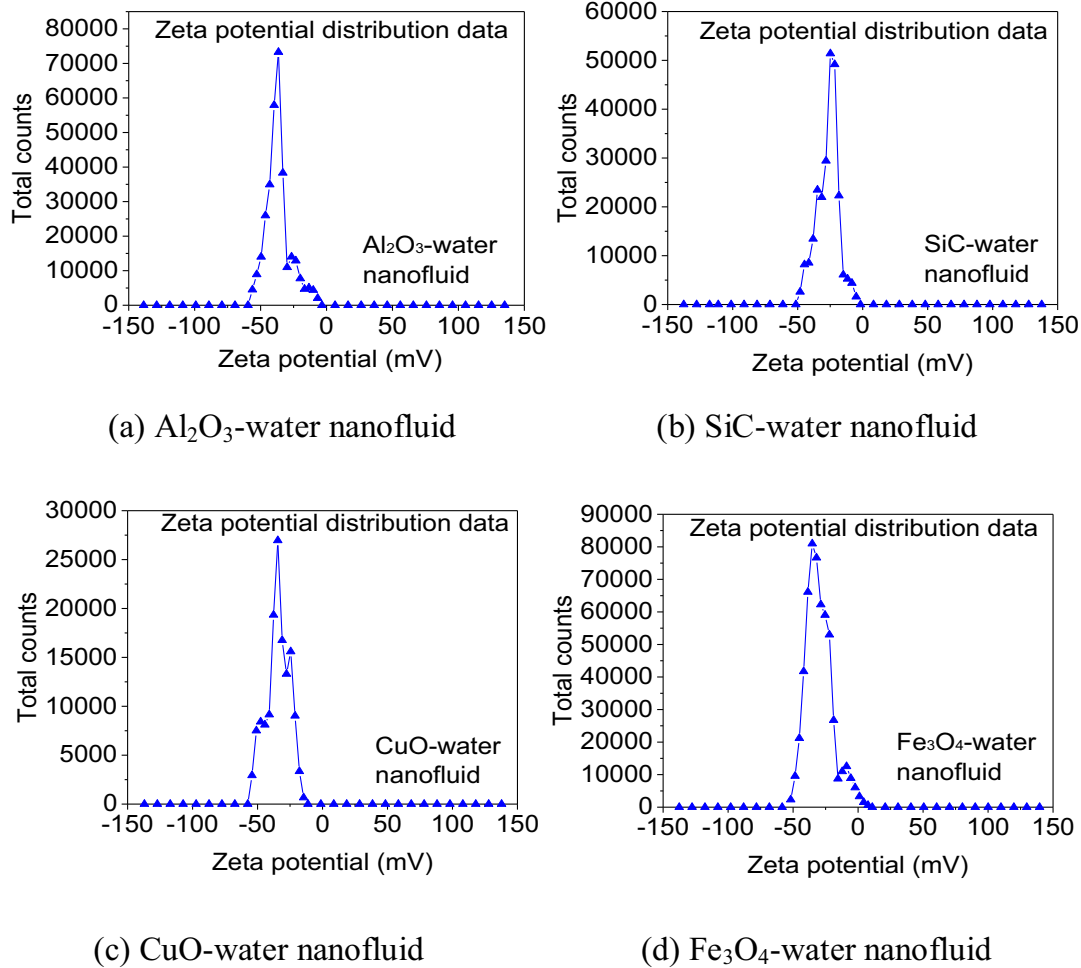 Zeta potential distribution data
80000
70000
60000
50000
40000
30000
20000
10000
0
Total counts
Al₂O₃-water
nanofluid
-150 -100 -50 0 50 100 150
Zeta potential (mV)
(a) Al₂O₃-water nanofluid
Zeta potential distribution data
60000
50000
40000
30000
20000
10000
0
Total counts
SiC-water
nanofluid
-150 -100 -50 0 50 100 150
Zeta potential (mV)
(b) SiC-water nanofluid
Zeta potential distribution data
30000
25000
20000
15000
10000
5000
0
Total counts
CuO-water
nanofluid
-150 -100 -50 0 50 100 150
Zeta potential (mV)
(c) CuO-water nanofluid
Zeta potential distribution data
90000
80000
70000
60000
50000
40000
30000
20000
10000
0
Total counts
Fe₃O₄-water
nanofluid
-150 -100 -50 0 50 100 150
Zeta potential (mV)
(d) Fe₃O₄-water nanofluid